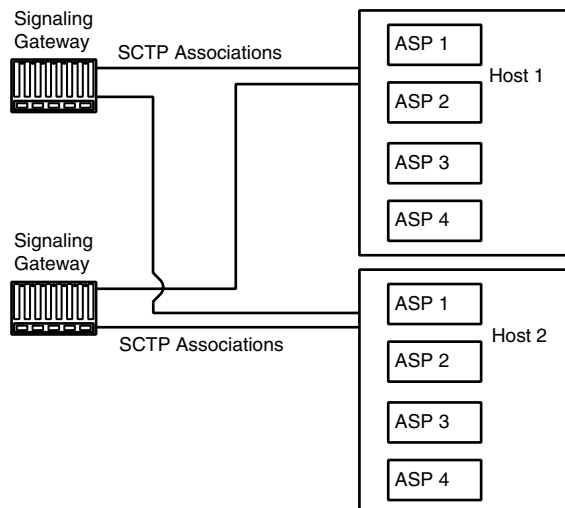 Signaling
Gateway
SCTP Associations
ASP 1
Host 1
ASP 2
ASP 3
ASP 4
Signaling
Gateway
SCTP Associations
ASP 1
Host 2
ASP 2
ASP 3
ASP 4